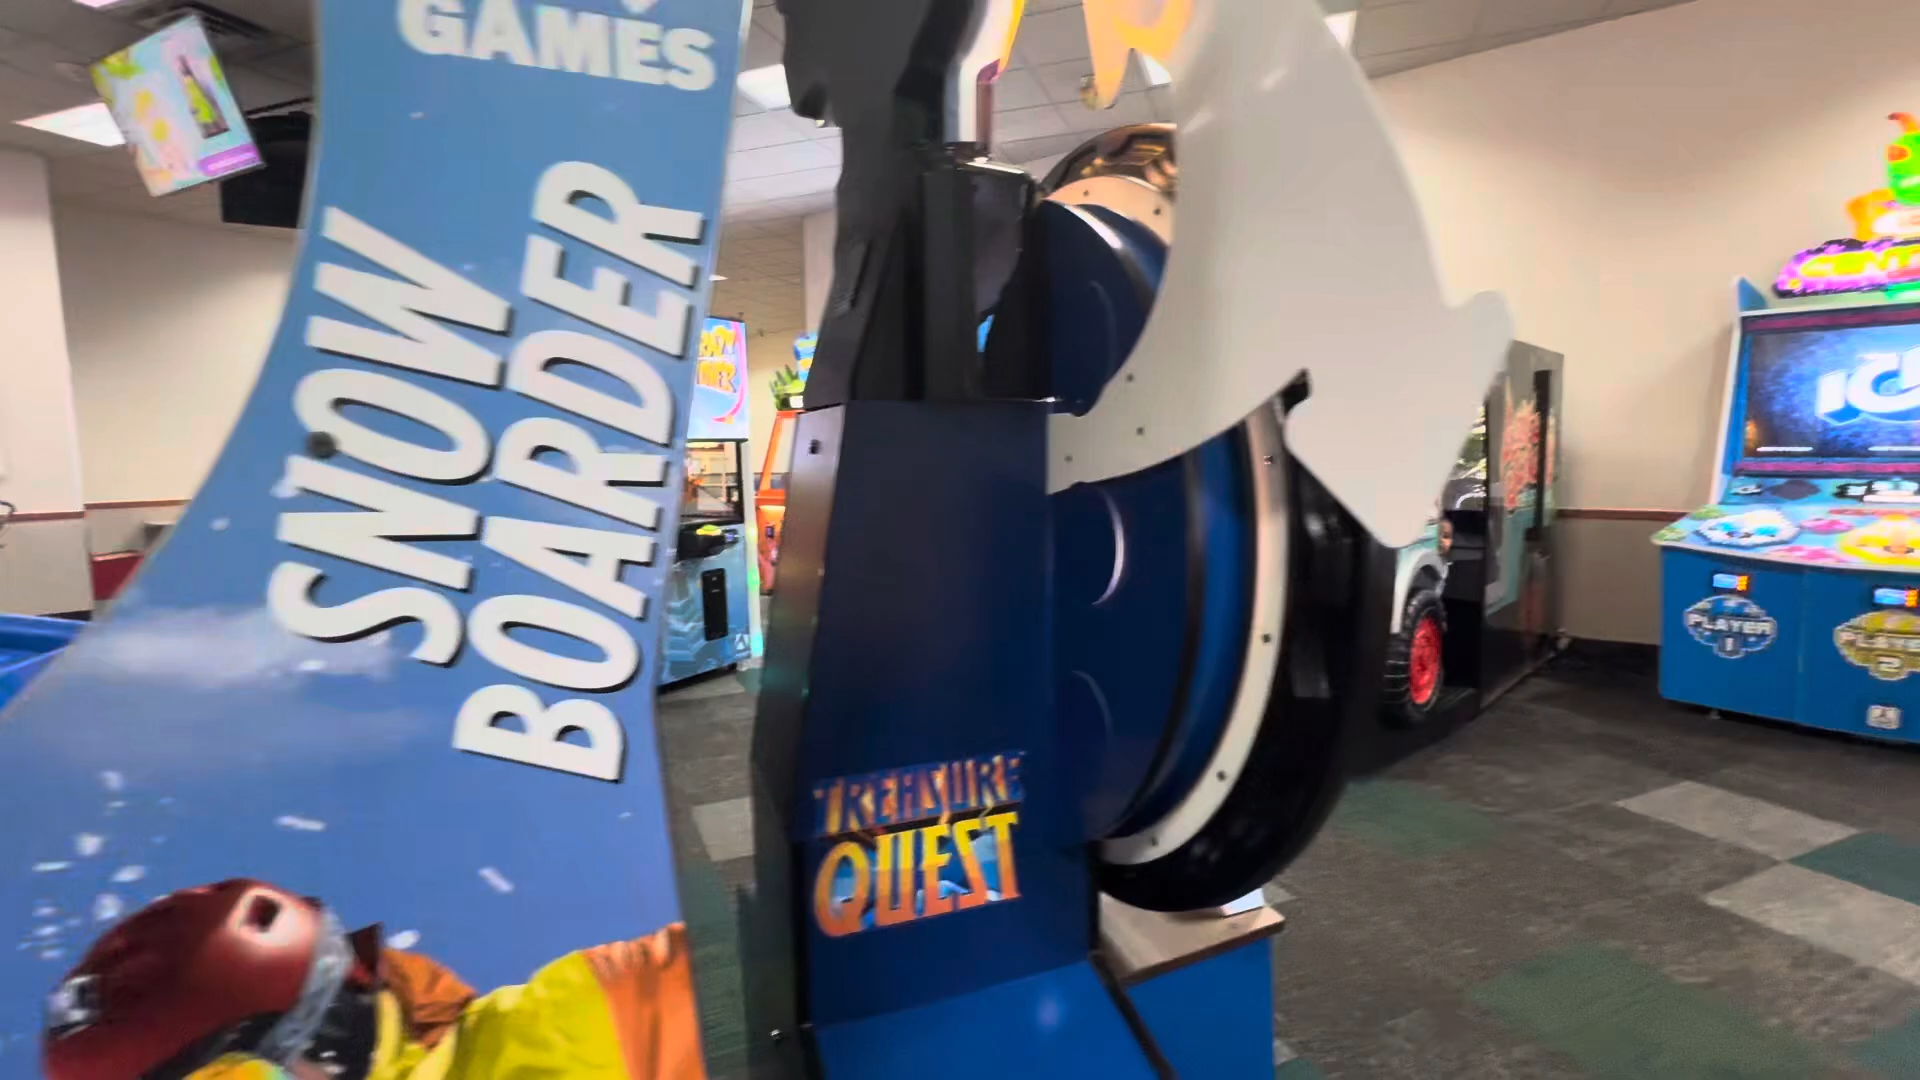 GAMES
SNOW
BOARDER
TREASURE
QUEST
PLAYER
1
PLAYER
2